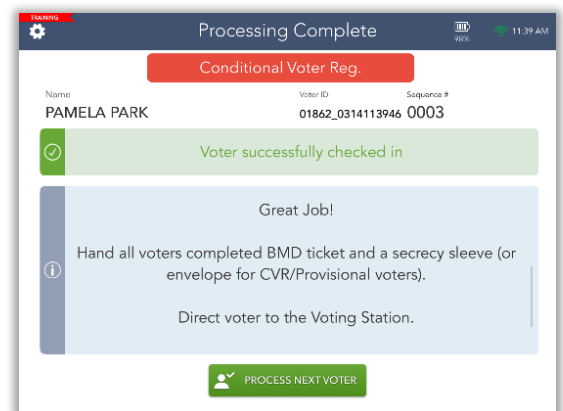 TRAINING
Processing Complete
98%
11:39 AM
Conditional Voter Reg.
Name
Voter ID
Sequence #
PAMELA PARK
01862_0314113946
0003
Voter successfully checked in
Great Job!
Hand all voters completed BMD ticket and a secrecy sleeve (or
envelope for CVR/Provisional voters).
Direct voter to the Voting Station.
PROCESS NEXT VOTER